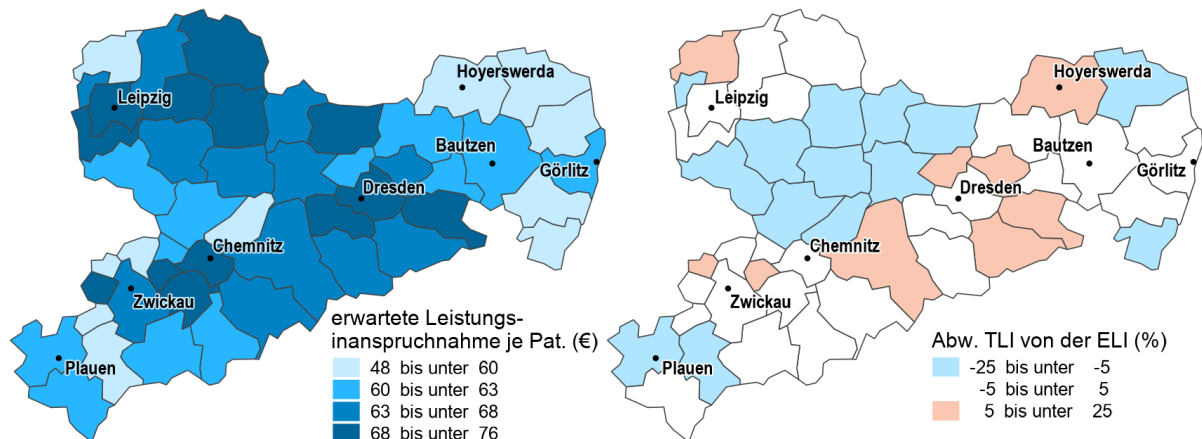 Hoyerswerda
Leipzig
Bautzen
Görlitz
Dresden
Chemnitz
Zwickau
Plauen
erwartete Leistungs-
inanspruchnahme je Pat. (€)
48 bis unter 60
60 bis unter 63
63 bis unter 68
68 bis unter 76
Hoyerswerda
Leipzig
Bautzen
Görlitz
Dresden
Chemnitz
Zwickau
Plauen
Abw. TLI von der ELI (%)
-25 bis unter -5
-5 bis unter 5
5 bis unter 25